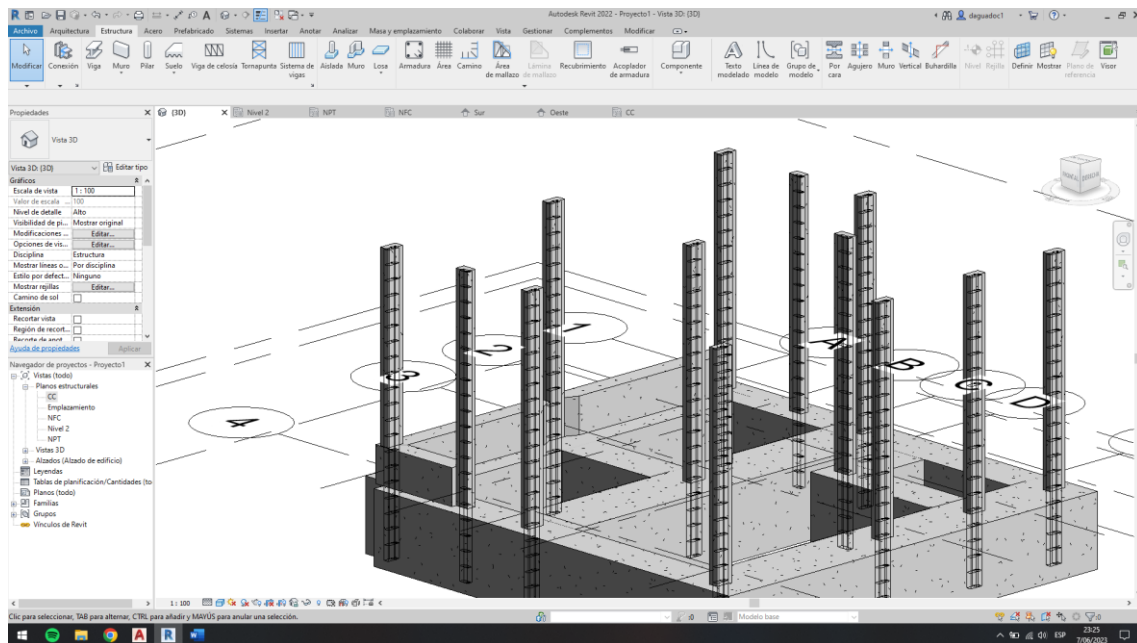 Autodesk Revit 2022 - Proyecto1 - Vista 3D: {3D}
deguadoc1
Archivo Arquitectura Estructura Acero Prefabricado Sistemas Insertar Anotar Analizar Masa y emplazamiento Colaborar Vista Gestionar Complementos Modificar
Modificar Conexión Viga Muro Pilar Suelo Viga de celosía Tornapunta Sistema de vigas Aislada Muro Losa Armadura Área Camino Área de mallazo Lámina de mallazo Recubrimiento Acoplador de armadura Componente Texto modelado Línea de modelo Grupo de modelo Por cara Agujero Muro Vertical Buhardilla Nivel Rejilla Definir Mostrar Plano de referencia Visor
Propiedades
{3D} Nivel 2 NPT NFC Sur Oeste CC
Vista 3D
Vista 3D: {3D} Editar tipo
Gráficos
Escala de vista 1 : 100
Valor de escala ... 100
Nivel de detalle Alto
Visibilidad de pi... Mostrar original
Modificaciones ... Editar...
Opciones de vis... Editar...
Disciplina Estructura
Mostrar líneas o... Por disciplina
Estilo por defect... Ninguno
Mostrar rejillas Editar...
Camino de sol
Extensión
Recortar vista
Región de recort...
Recorte de anot...
Ayuda de propiedades Aplicar
Navegador de proyectos - Proyecto1
Vistas (todo)
Planos estructurales
CC
Emplazamiento
NFC
Nivel 2
NPT
Vistas 3D
Alzados (Alzado de edificio)
Leyendas
Tablas de planificación/Cantidades (to
Planos (todo)
Familias
Grupos
Vínculos de Revit
1
2
3
4
A
B
C
D
1 : 100
Clic para seleccionar, TAB para alternar, CTRL para añadir y MAYÚS para anular una selección.
:0
Modelo base
:0
ESP
23:25
7/06/2023